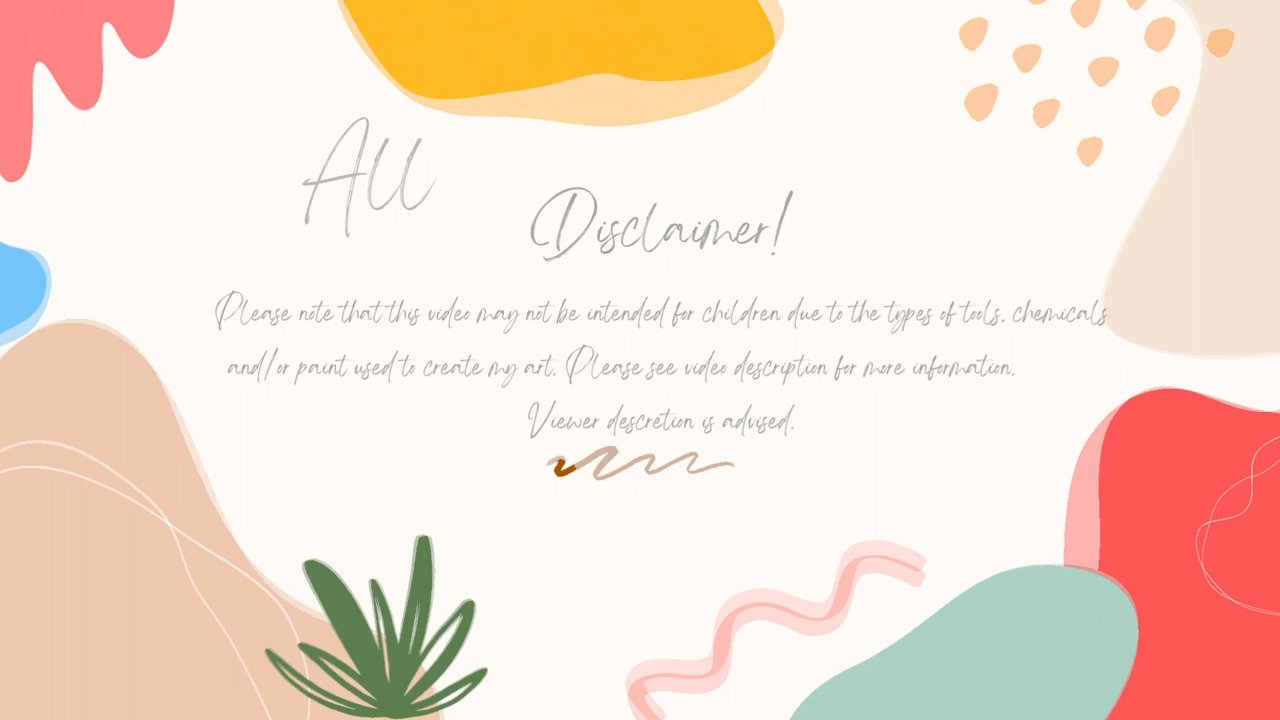 All
Disclaimer!
Please note that this video may not be intended for children due to the types of tools, chemicals
and/or paint used to create my art. Please see video description for more information.
Viewer descretion is advised.